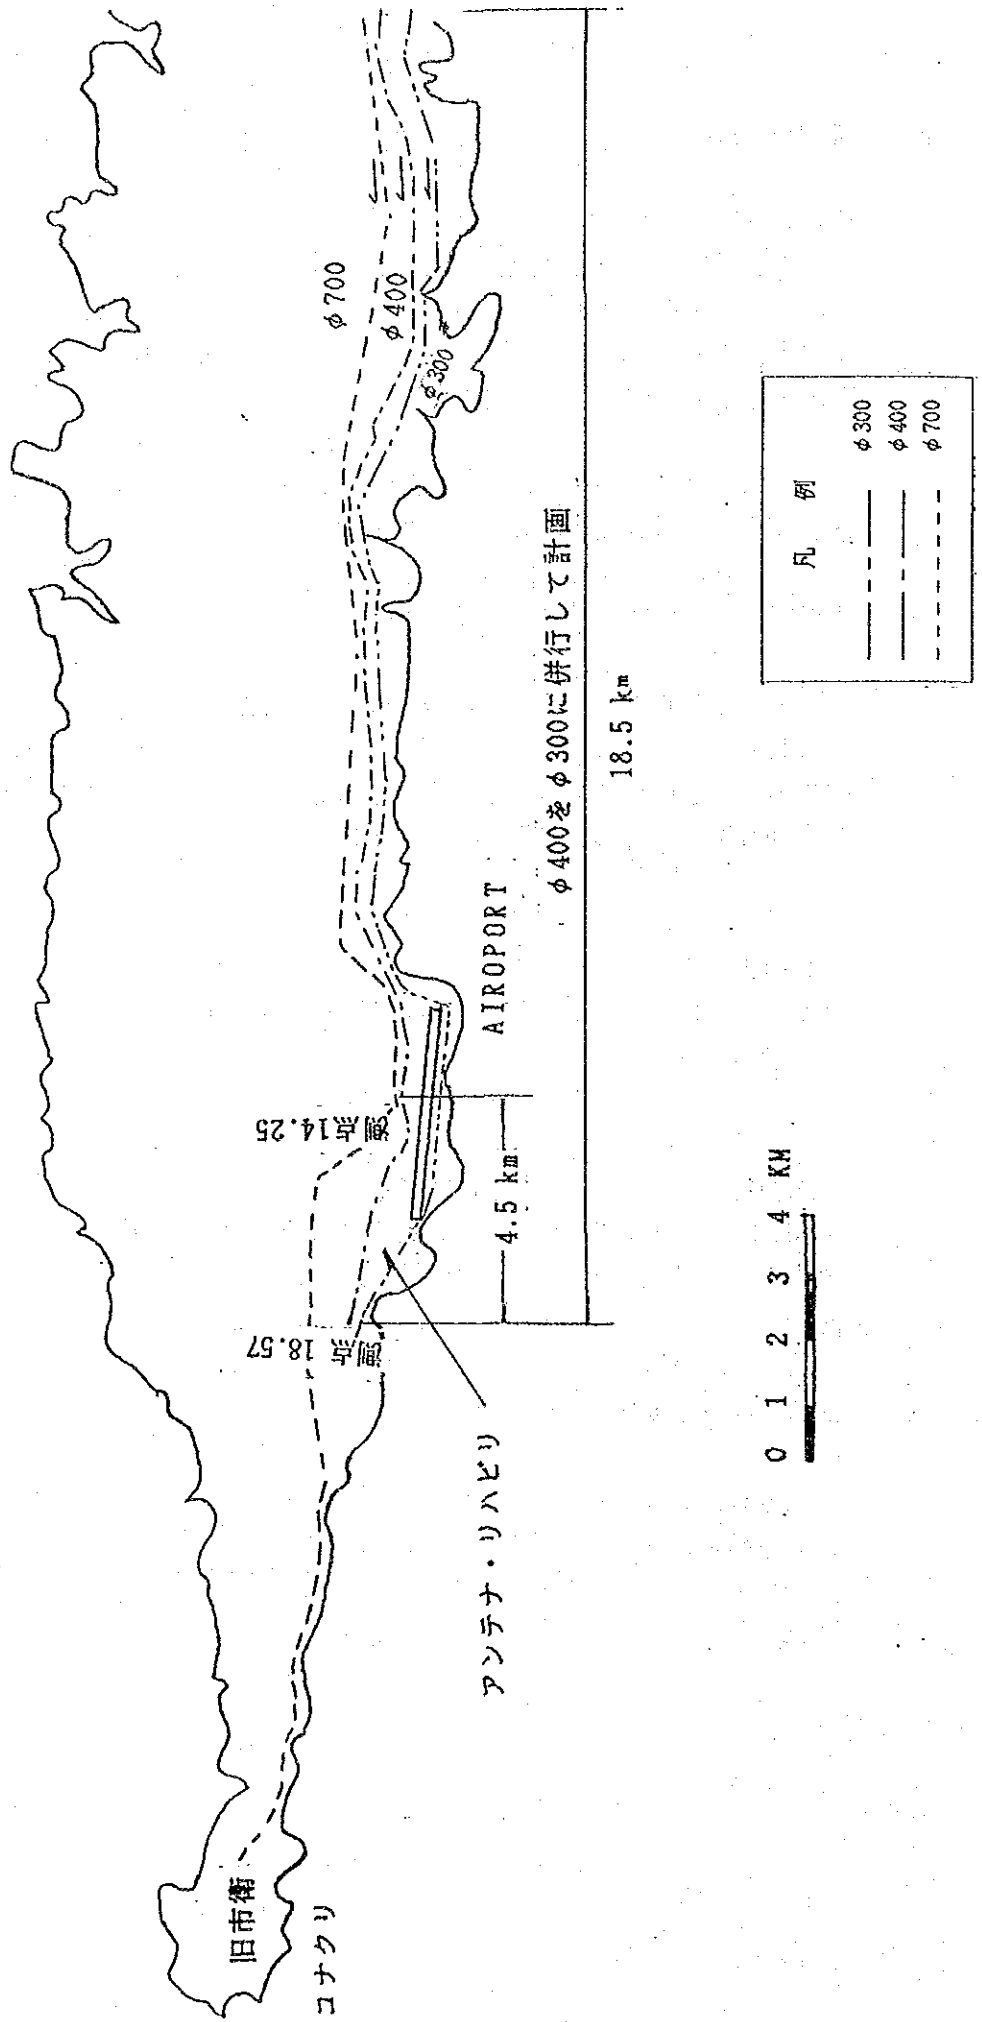 φ700
φ400
φ300
測点14.25
測点 18.57
AIROPORT
4.5 km
φ400をφ300に併行して計画
18.5 km
アンテナ・リハビリ
旧市衛
コナクリ
0 1 2 3 4 KM
凡 例
φ300
φ400
φ700